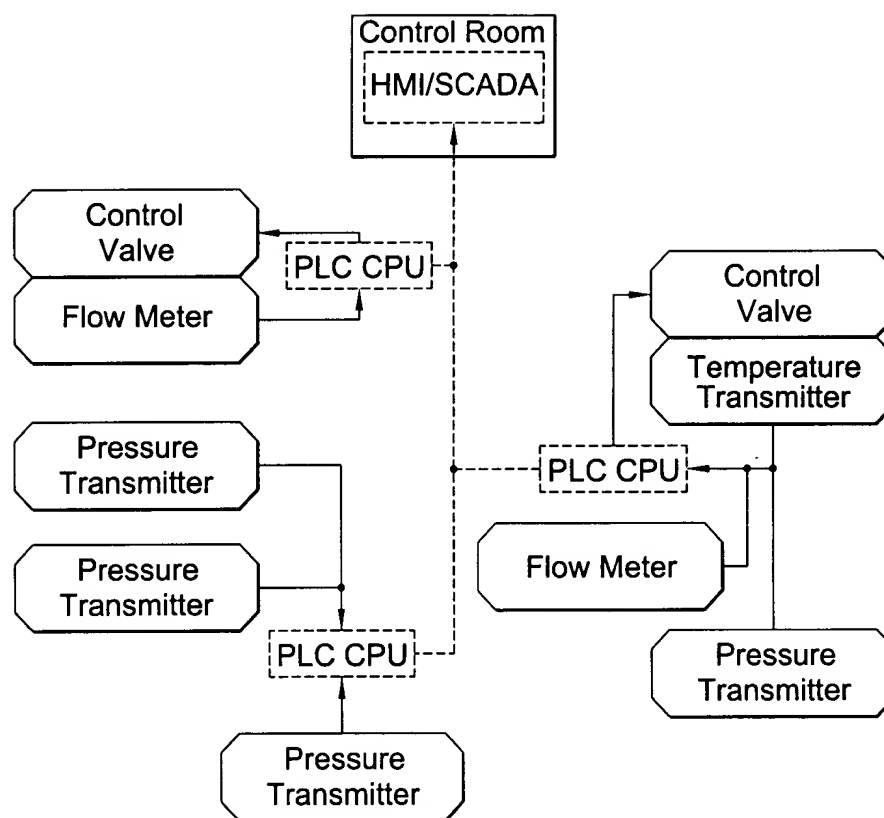 Control Room
HMI/SCADA
Control
Valve
PLC CPU
Flow Meter
Control
Valve
Temperature
Transmitter
Pressure
Transmitter
PLC CPU
Pressure
Transmitter
Flow Meter
PLC CPU
Pressure
Transmitter
Pressure
Transmitter